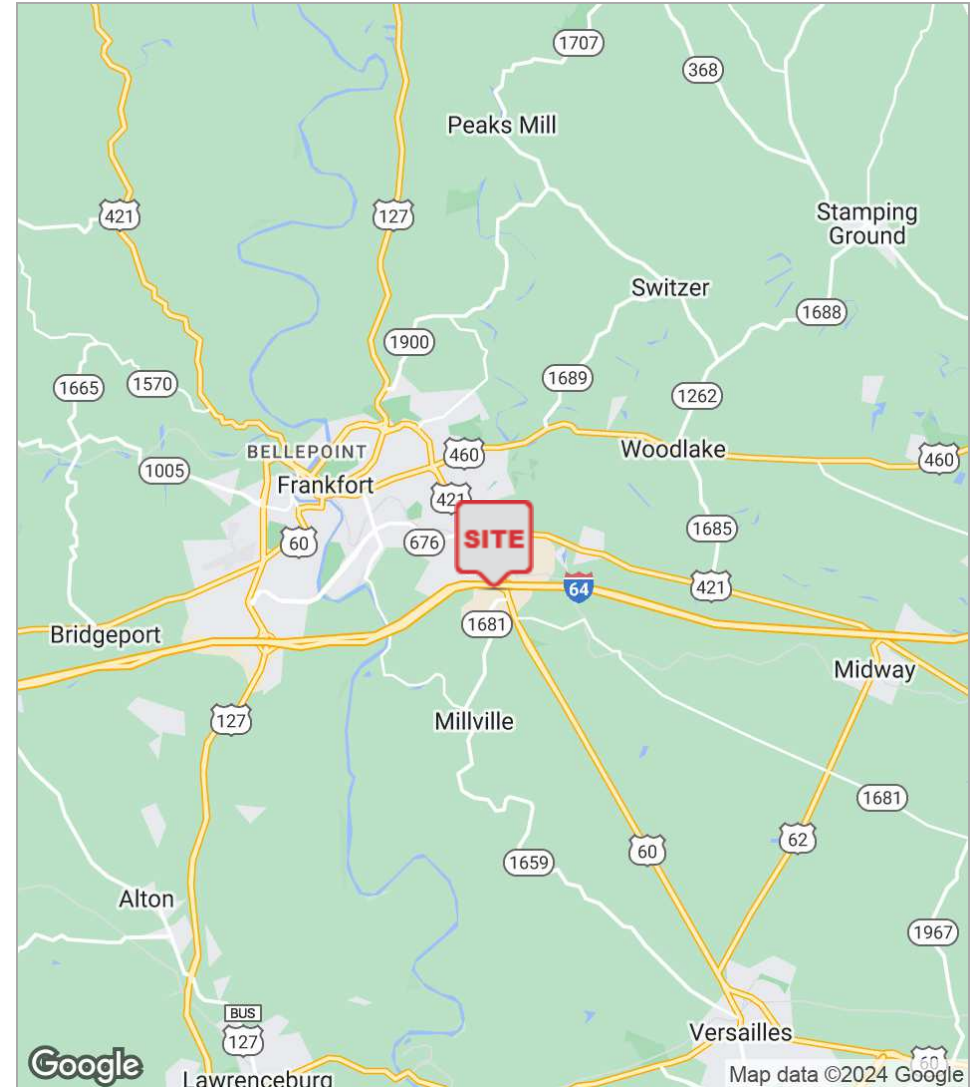 1707
368
Peaks Mill
421
127
Stamping
Ground
Switzer
1688
1900
1689
1665
1570
1262
BELLEPOINT
460
Woodlake
460
1005
Frankfort
421
60
676
SITE
1685
421
64
1681
Bridgeport
Midway
127
Millville
1681
62
60
1659
Alton
1967
BUS
127
Versailles
60
Google
Lawrenceburg
Map data ©2024 Google